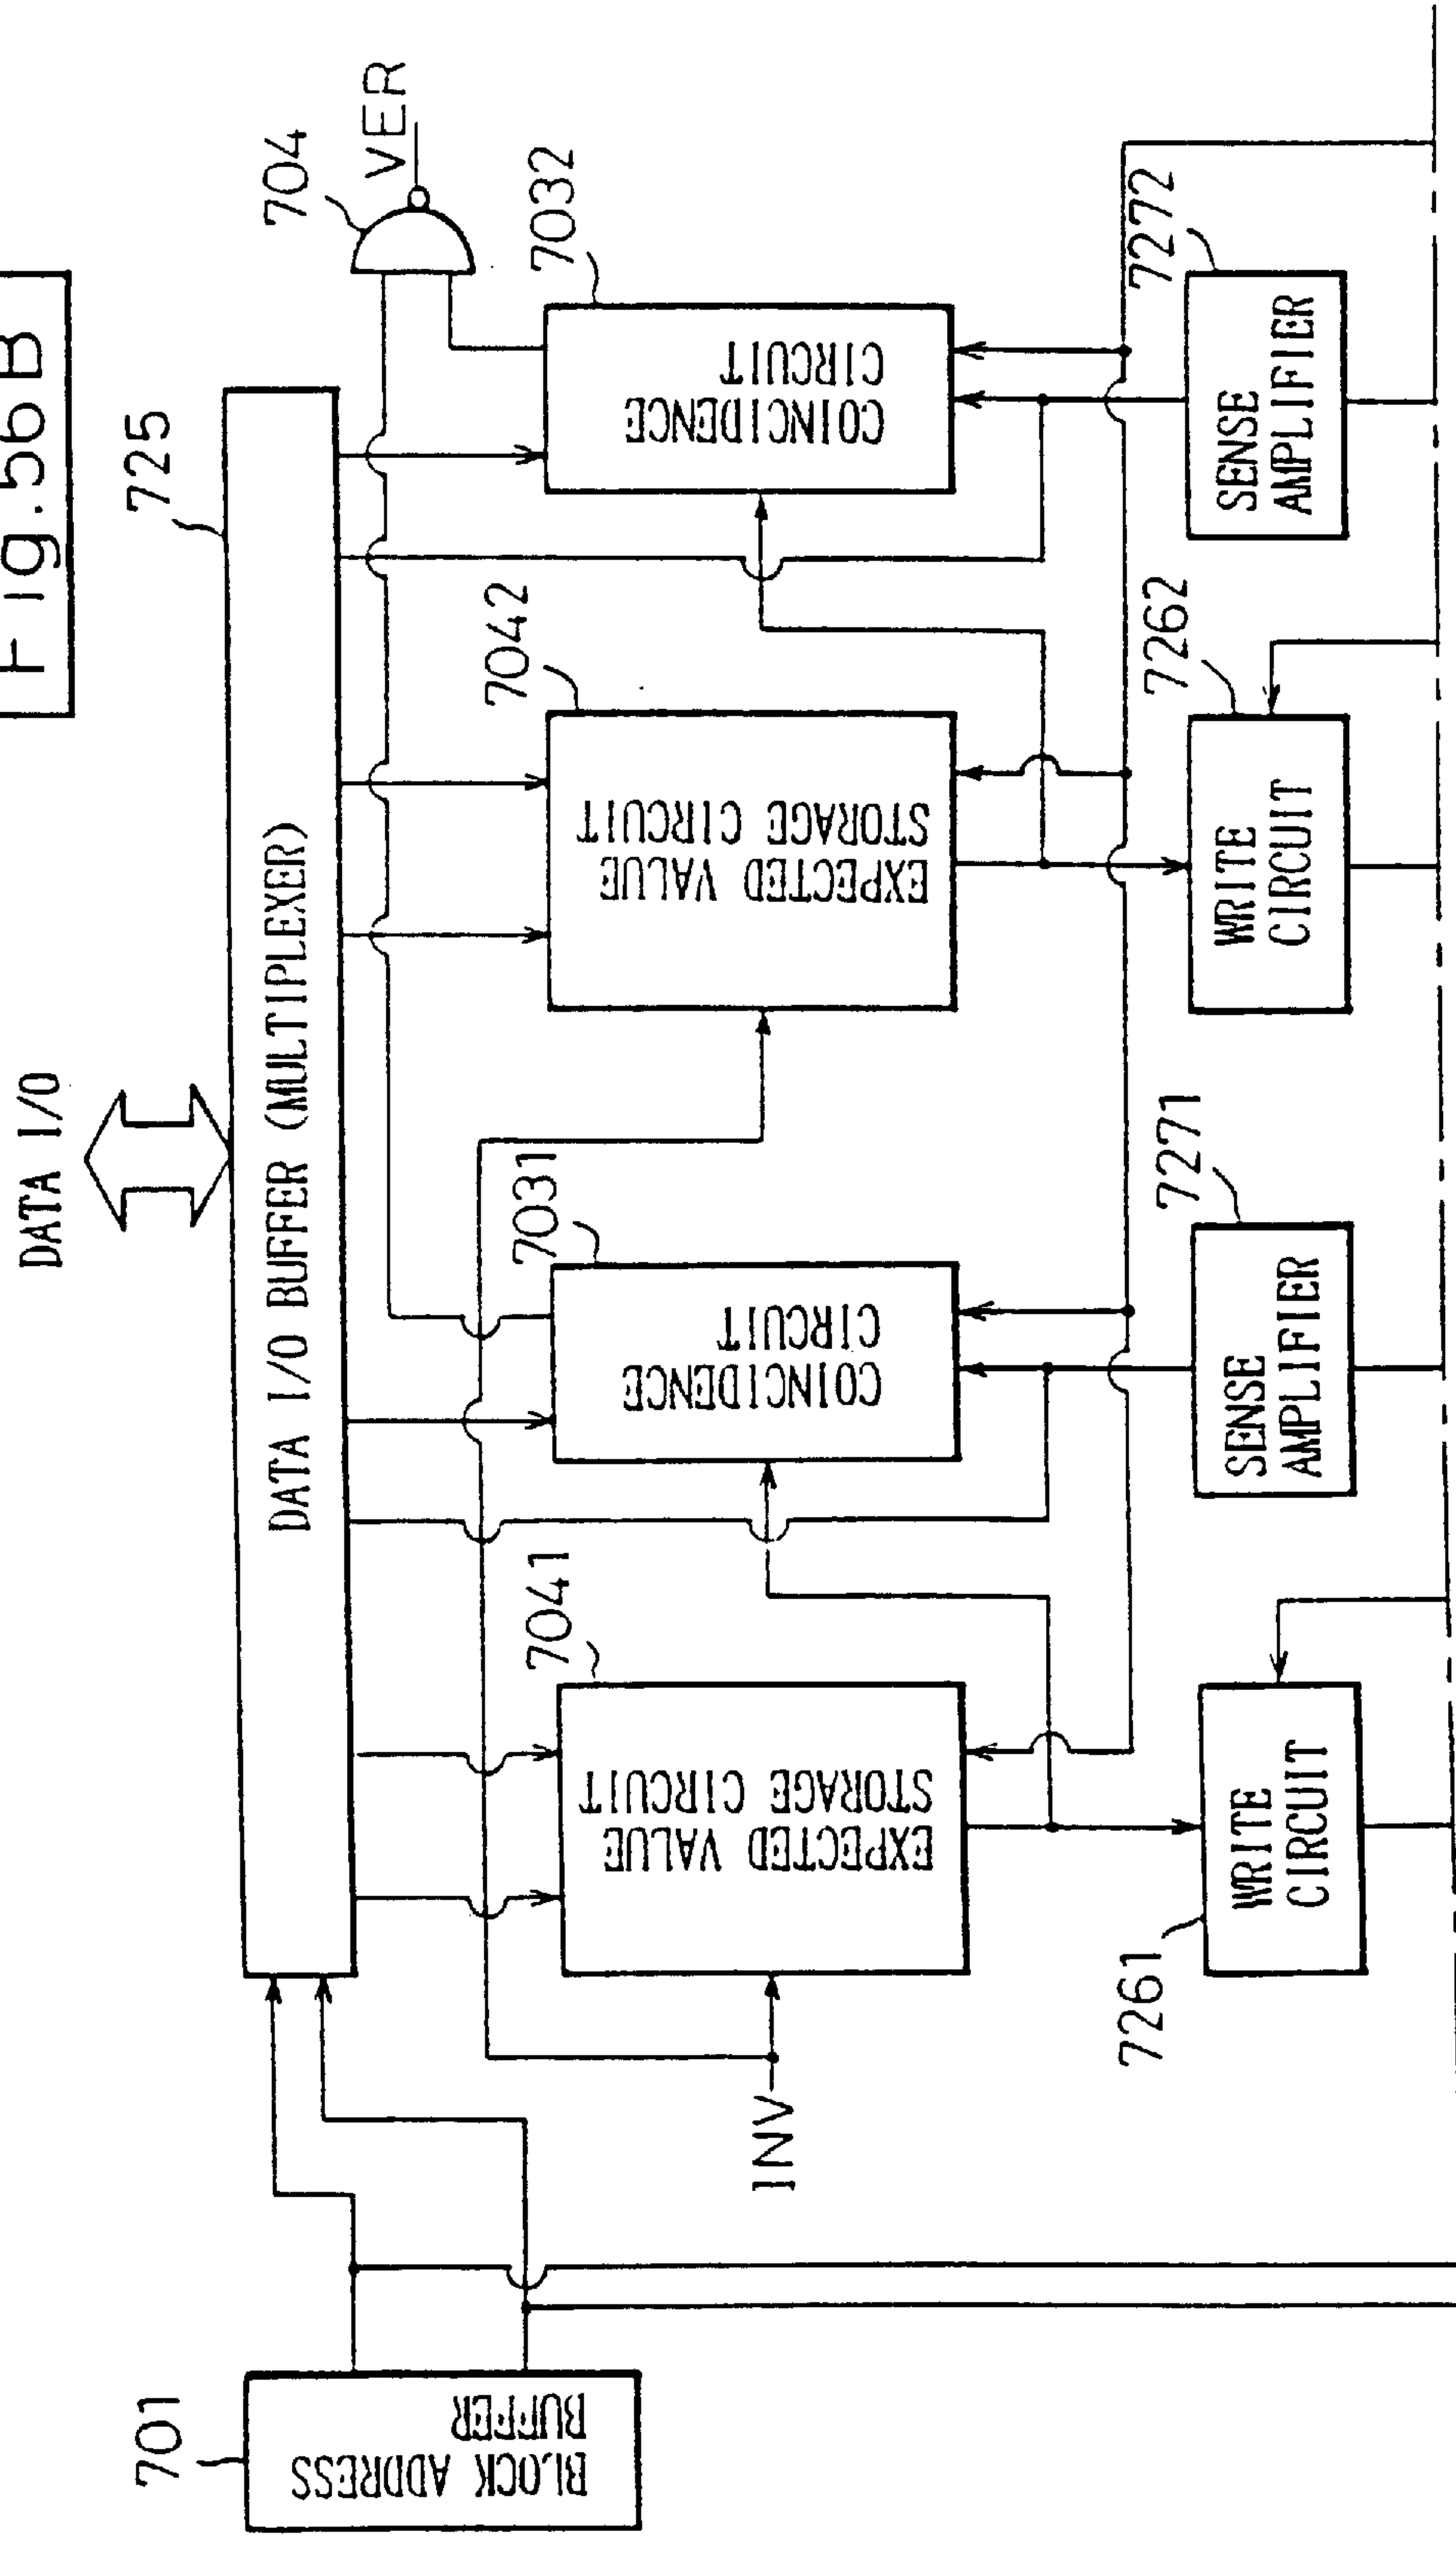 Fig.56B
DATA I/O
725
DATA I/O BUFFER (MULTIPLEXER)
704
VER
701
BLOCK ADDRESS
BUFFER
INV
7041
EXPECTED VALUE
STORAGE CIRCUIT
7031
COINCIDENCE
CIRCUIT
7042
EXPECTED VALUE
STORAGE CIRCUIT
7032
COINCIDENCE
CIRCUIT
7261
WRITE
CIRCUIT
7271
SENSE
AMPLIFIER
7262
WRITE
CIRCUIT
7272
SENSE
AMPLIFIER